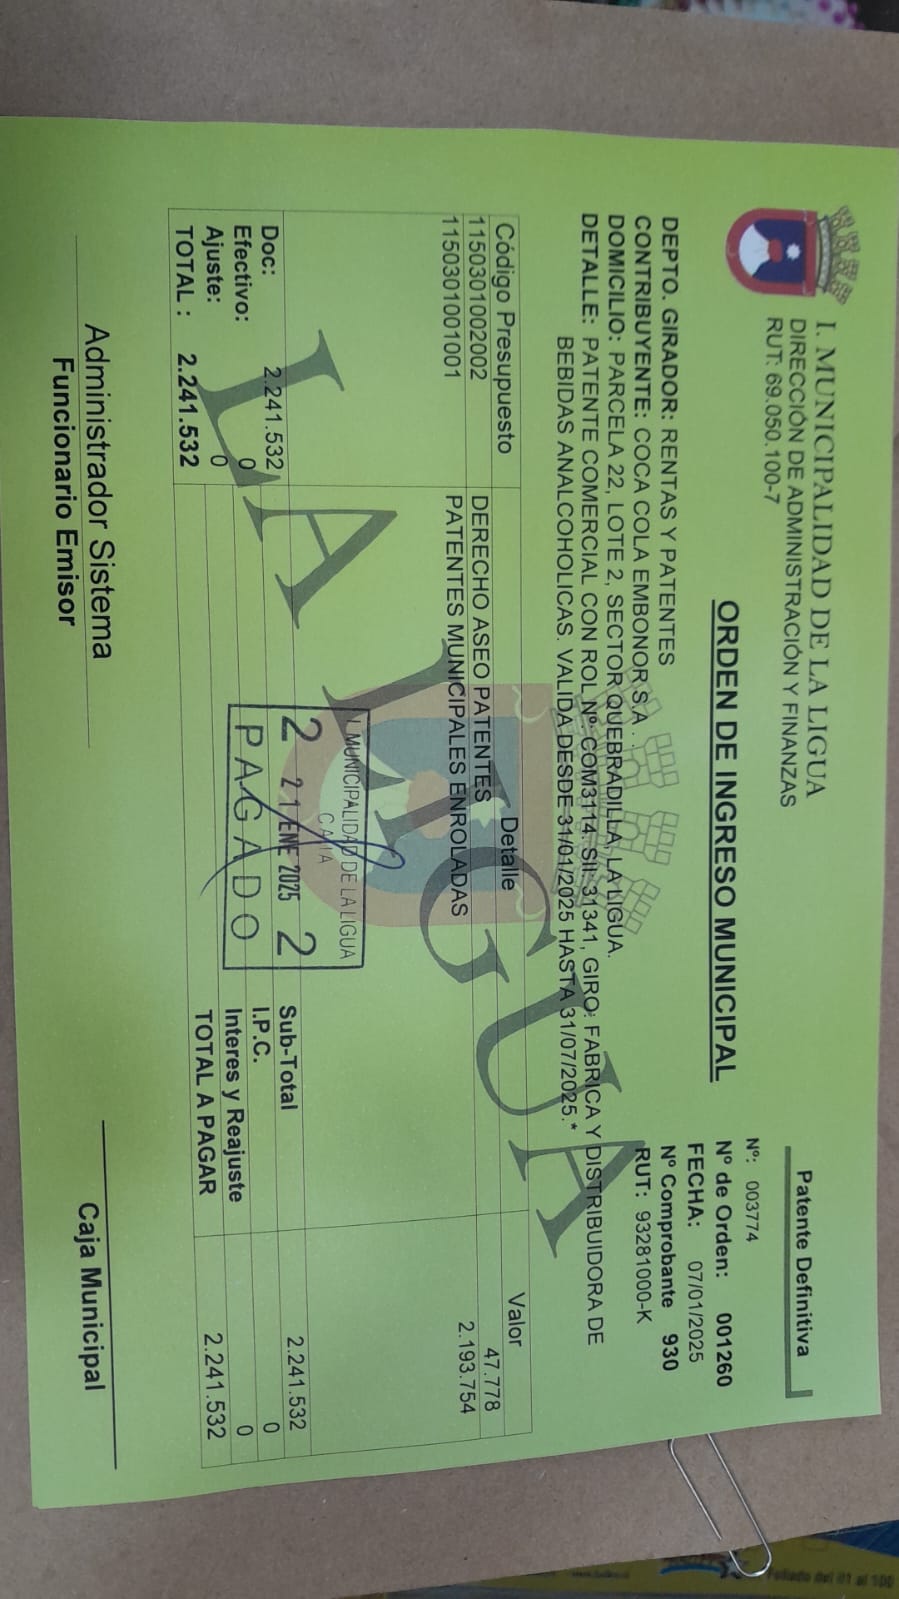 I. MUNICIPALIDAD DE LA LIGUA
DIRECCIÓN DE ADMINISTRACIÓN Y FINANZAS
RUT: 69.050.100-7
Patente Definitiva
Nº: 003774
ORDEN DE INGRESO MUNICIPAL
Nº de Orden: 001260
FECHA: 07/01/2025
Nº Comprobante 930
RUT: 93281000-K
DEPTO. GIRADOR: RENTAS Y PATENTES
CONTRIBUYENTE: COCA COLA EMBONOR S.A . .
DOMICILIO: PARCELA 22, LOTE 2, SECTOR QUEBRADILLA, LA LIGUA.
DETALLE: PATENTE COMERCIAL CON ROL Nº. COM3114. SII: 31341, GIRO: FABRICA Y DISTRIBUIDORA DE
BEBIDAS ANALCOHOLICAS. VALIDA DESDE 31/01/2025 HASTA 31/07/2025.*
Código Presupuesto Detalle Valor
1150301002002 DERECHO ASEO PATENTES 47.778
1150301001001 PATENTES MUNICIPALES ENROLADAS 2.193.754
LA LIGUA
I. MUNICIPALIDAD DE LA LIGUA
CAJA
2 21 ENE 2025 2
PAGADO
Doc: 2.241.532 Sub-Total 2.241.532
Efectivo: 0 I.P.C. 0
Ajuste: 0 Interes y Reajuste 0
TOTAL : 2.241.532 TOTAL A PAGAR 2.241.532
Administrador Sistema
Funcionario Emisor
Caja Municipal
Foliado del 01 al 100